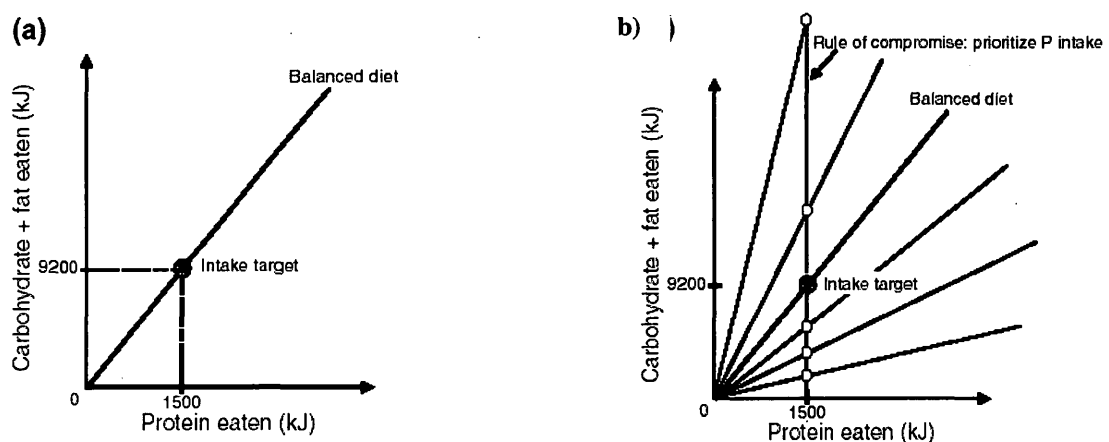 (a)
Balanced diet
Carbohydrate + fat eaten (kJ)
9200
Intake target
0
1500
Protein eaten (kJ)
b) )
Rule of compromise: prioritize P intake
Balanced diet
Carbohydrate + fat eaten (kJ)
9200
Intake target
0
1500
Protein eaten (kJ)